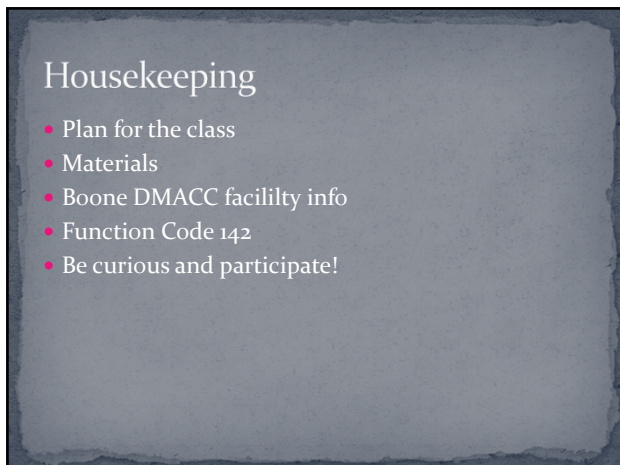 Housekeeping
• Plan for the class
• Materials
• Boone DMACC facililty info
• Function Code 142
• Be curious and participate!